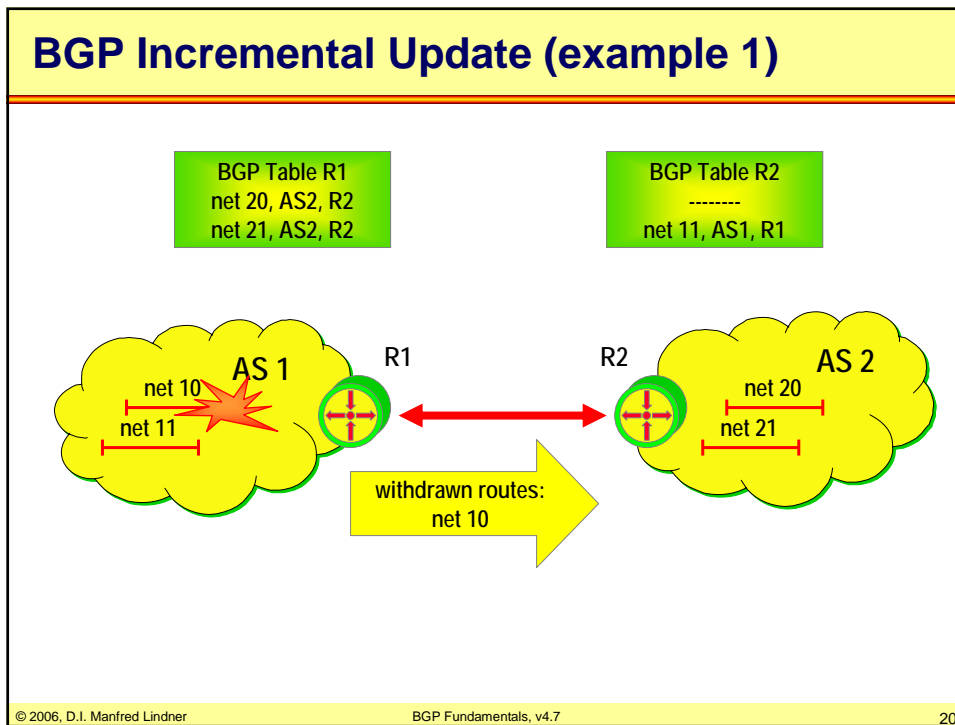 BGP Incremental Update (example 1)
BGP Table R1
net 20, AS2, R2
net 21, AS2, R2
BGP Table R2
--------
net 11, AS1, R1
AS 1
R1
R2
AS 2
net 10
net 11
net 20
net 21
withdrawn routes:
net 10
© 2006, D.I. Manfred Lindner
BGP Fundamentals, v4.7
20